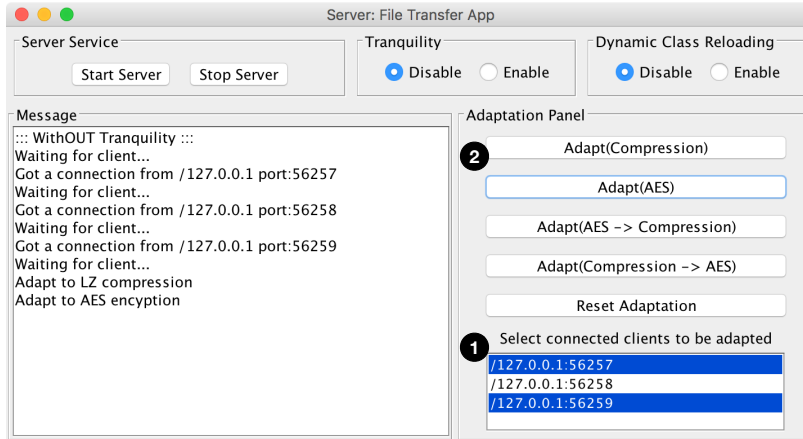 Server: File Transfer App
Server Service
Start Server
Stop Server
Tranquility
Disable
Enable
Dynamic Class Reloading
Disable
Enable
Message
::: WithOUT Tranquility :::
Waiting for client...
Got a connection from /127.0.0.1 port:56257
Waiting for client...
Got a connection from /127.0.0.1 port:56258
Waiting for client...
Got a connection from /127.0.0.1 port:56259
Waiting for client...
Adapt to LZ compression
Adapt to AES encyption
Adaptation Panel
2
Adapt(Compression)
Adapt(AES)
Adapt(AES -> Compression)
Adapt(Compression -> AES)
Reset Adaptation
1
Select connected clients to be adapted
/127.0.0.1:56257
/127.0.0.1:56258
/127.0.0.1:56259